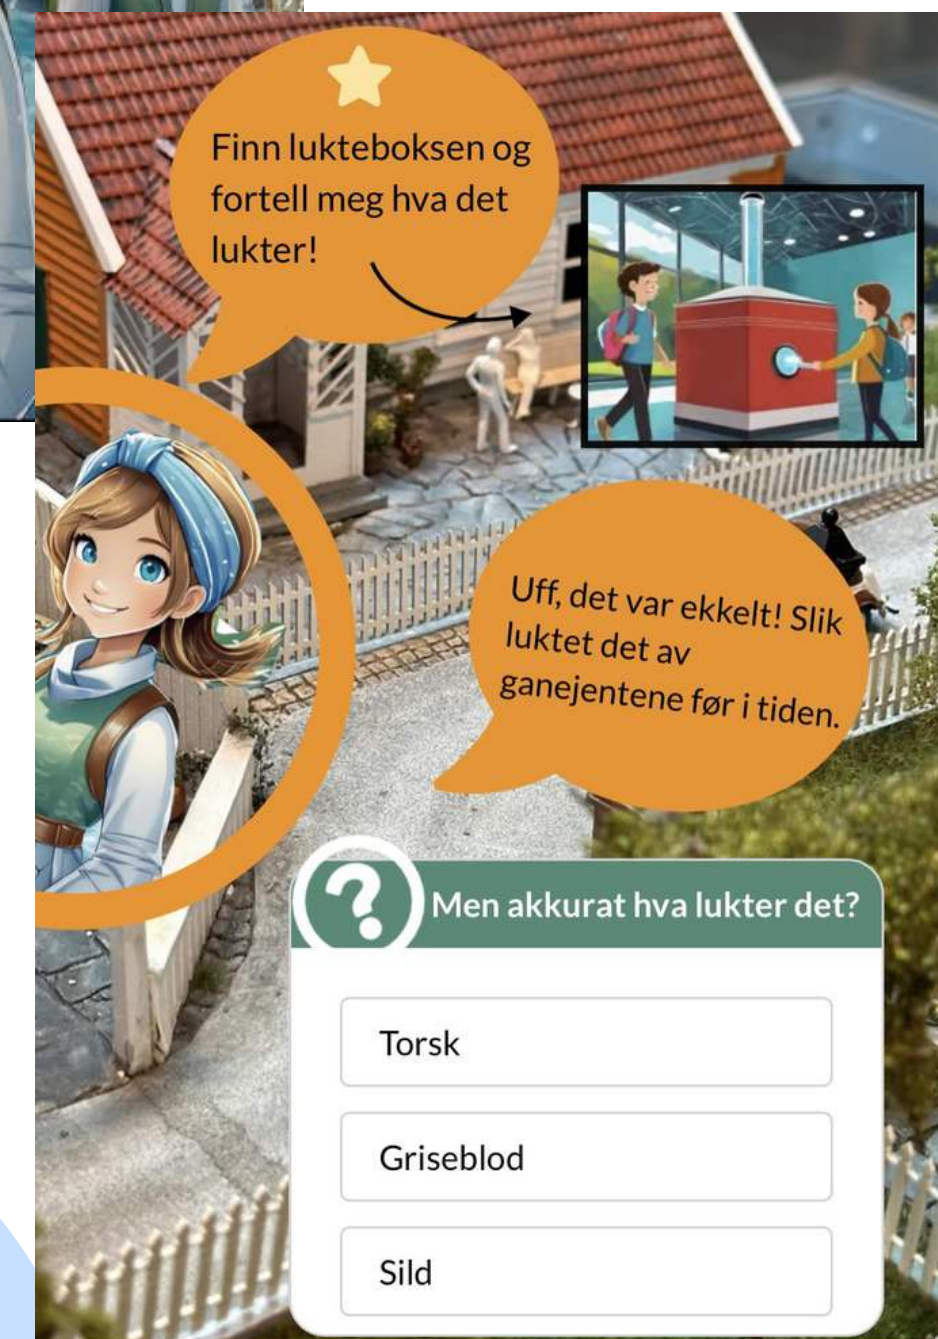 Finn lukteboksen og
fortell meg hva det
lukter!
Uff, det var ekkelt! Slik
luktet det av
ganejentene før i tiden.
? Men akkurat hva lukter det?
Torsk
Griseblod
Sild